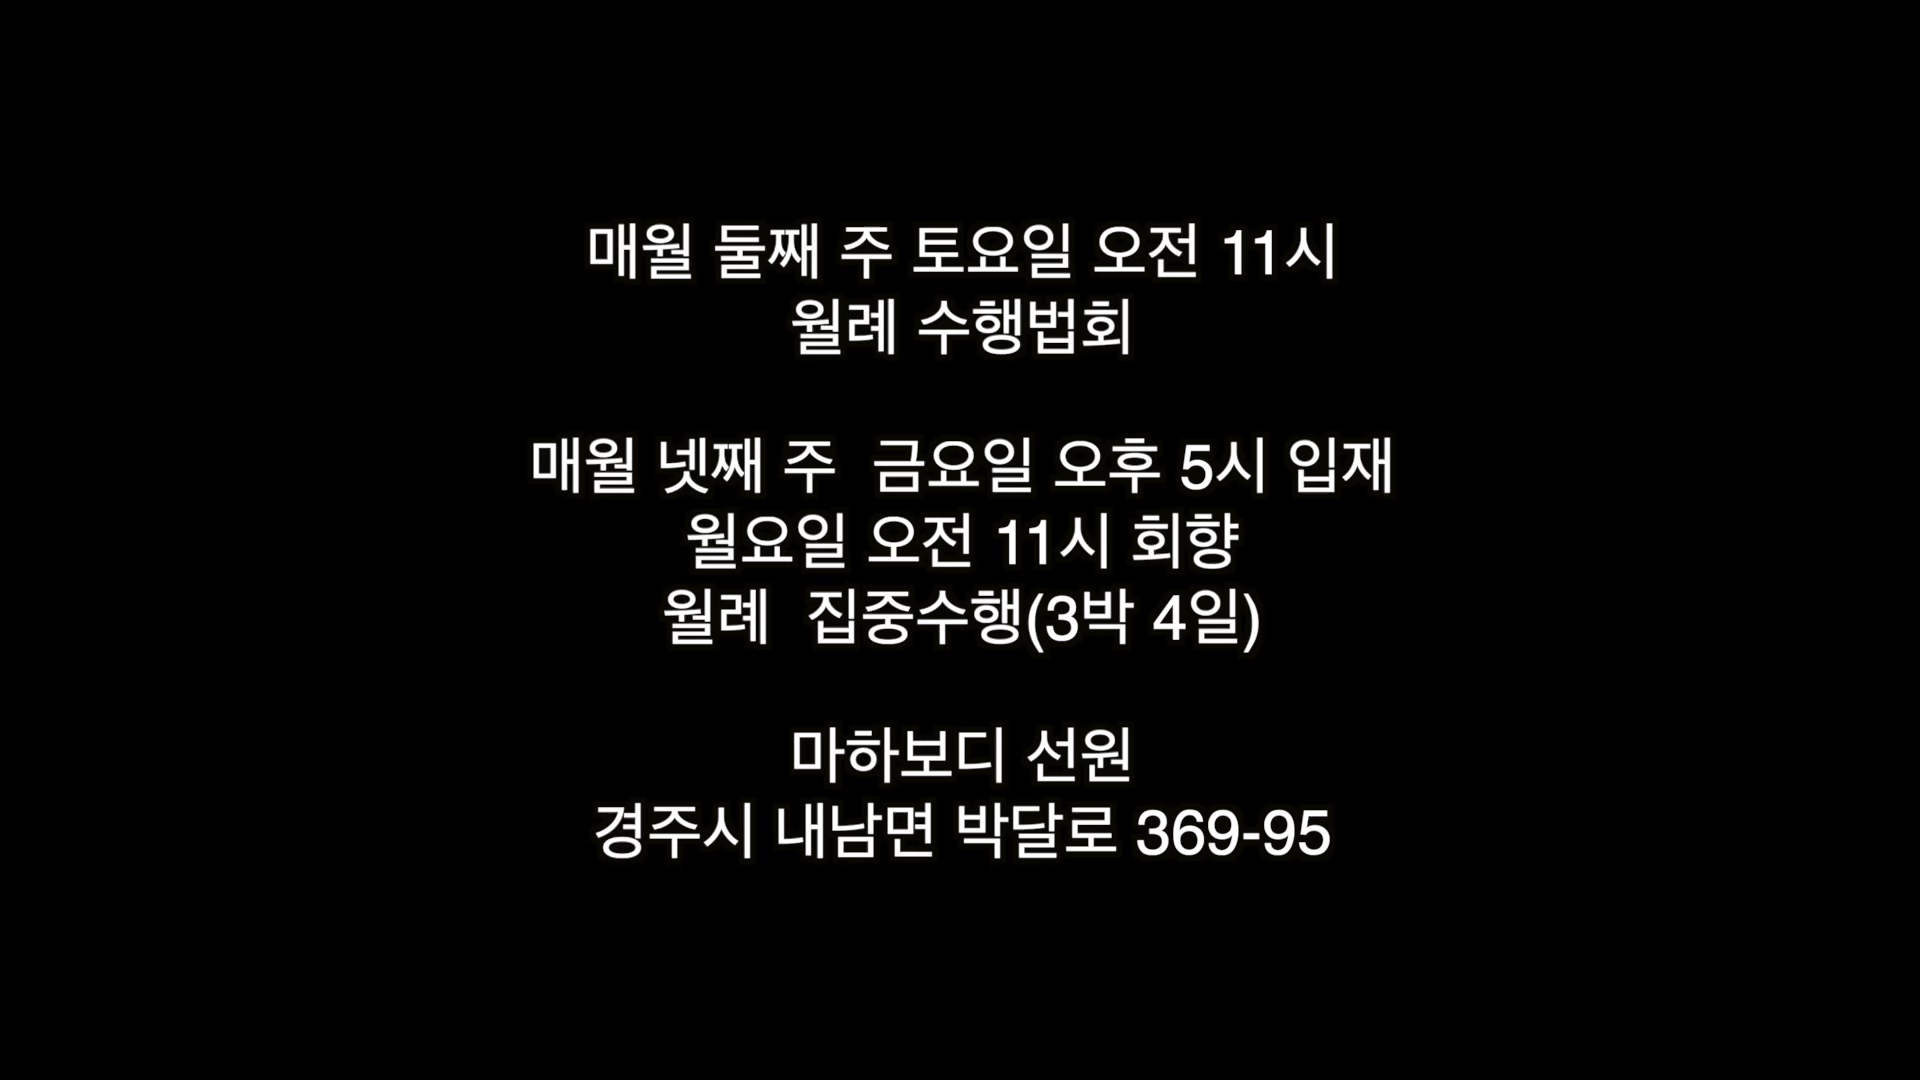 매월 둘째 주 토요일 오전 11시
월례 수행법회
매월 넷째 주  금요일 오후 5시 입재
월요일 오전 11시 회향
월례  집중수행(3박 4일)
마하보디 선원
경주시 내남면 박달로 369-95